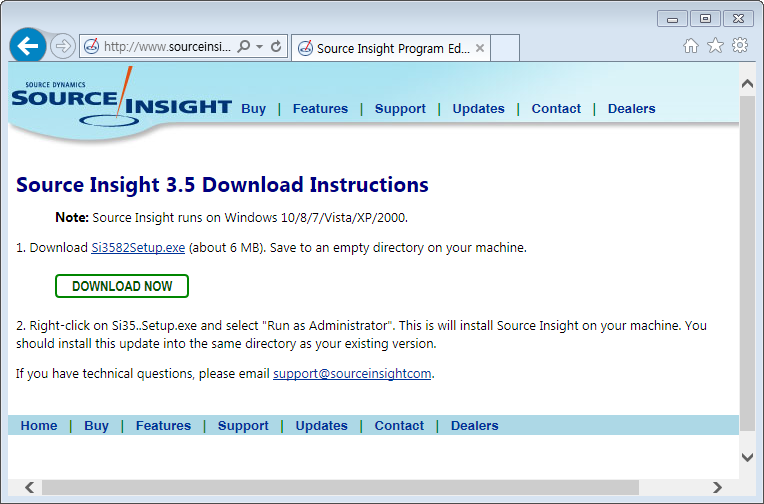 http://www.sourceinsi...
Source Insight Program Ed...
SOURCE DYNAMICS
SOURCE INSIGHT
Buy | Features | Support | Updates | Contact | Dealers
Source Insight 3.5 Download Instructions
Note: Source Insight runs on Windows 10/8/7/Vista/XP/2000.
1. Download Si3582Setup.exe (about 6 MB). Save to an empty directory on your machine.
DOWNLOAD NOW
2. Right-click on Si35..Setup.exe and select "Run as Administrator". This is will install Source Insight on your machine. You
should install this update into the same directory as your existing version.
If you have technical questions, please email support@sourceinsightcom.
Home | Buy | Features | Support | Updates | Contact | Dealers